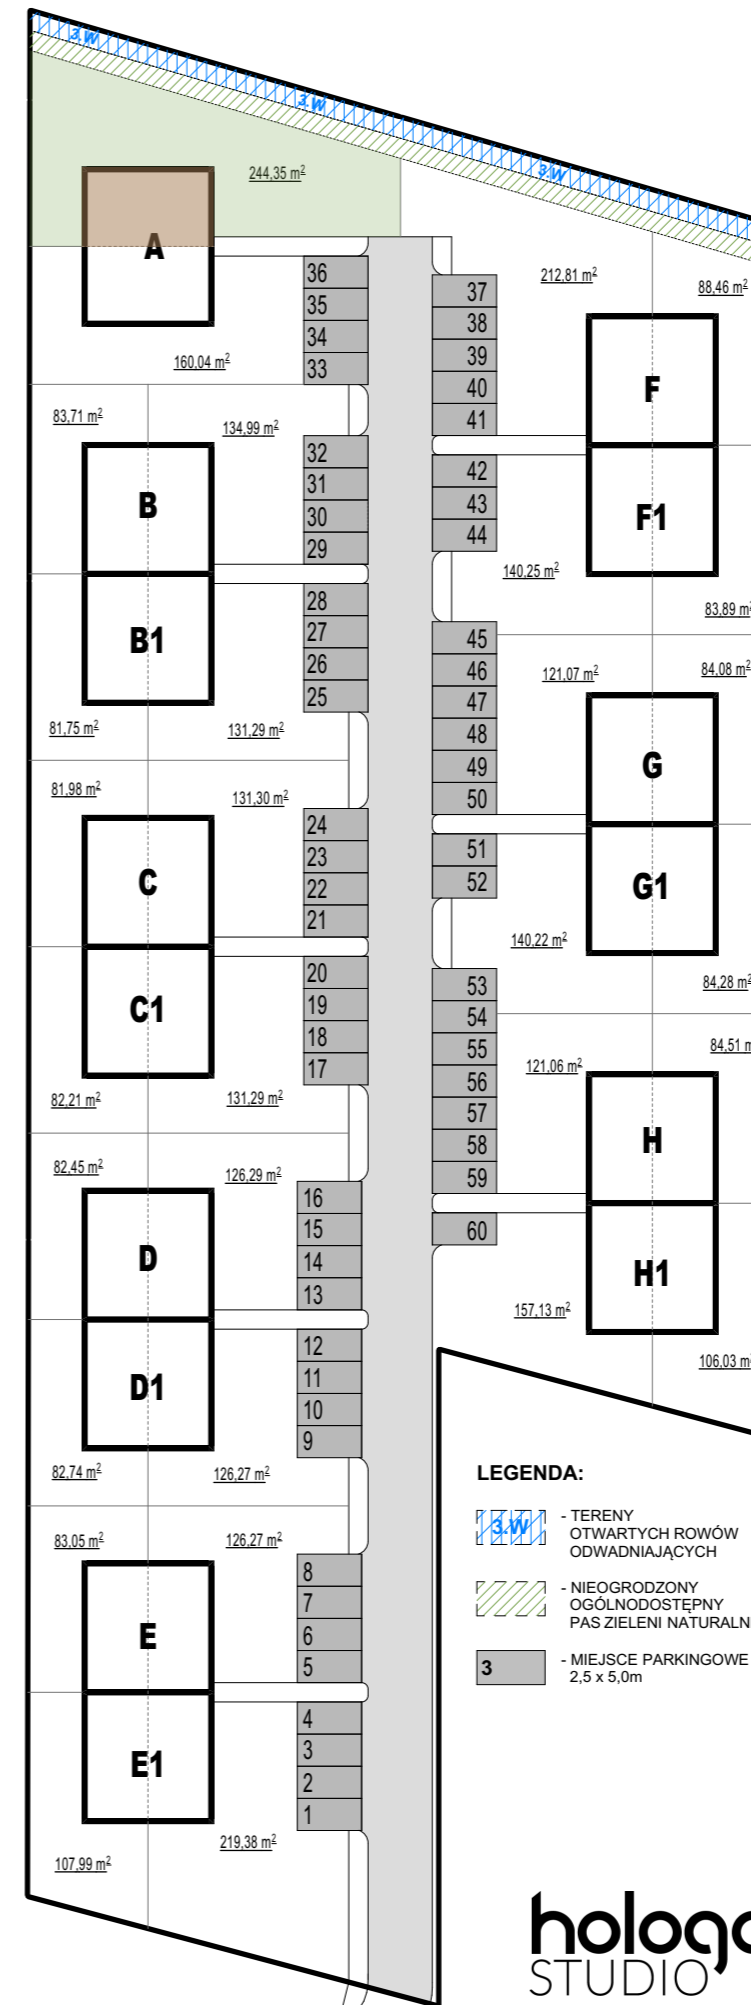 3.W
3.W
3.W
244,35 m²
A
212,81 m²
88,46 m²
36
35
34
33
37
38
39
40
41
160,04 m²
F
83,71 m²
134,99 m²
32
31
30
29
42
43
44
B
F1
140,25 m²
28
27
26
25
83,89 m²
B1
45
46
47
48
49
50
121,07 m²
84,08 m²
81,75 m²
131,29 m²
G
81,98 m²
131,30 m²
24
23
22
21
51
52
C
G1
140,22 m²
20
19
18
17
84,28 m²
C1
53
54
55
56
57
58
59
84,51 m
121,06 m²
82,21 m²
131,29 m²
H
82,45 m²
126,29 m²
16
15
14
13
60
D
H1
157,13 m²
12
11
10
9
106,03 m²
D1
82,74 m²
126,27 m²
83,05 m²
126,27 m²
8
7
6
5
E
4
3
2
1
E1
219,38 m²
107,99 m²
LEGENDA:
3.W
- TERENY
OTWARTYCH ROWÓW
ODWADNIAJĄCYCH
- NIEOGRODZONY
OGÓLNODOSTĘPNY
PAS ZIELENI NATURALN
3
- MIEJSCE PARKINGOWE
2,5 x 5,0m
hologa
STUDIO